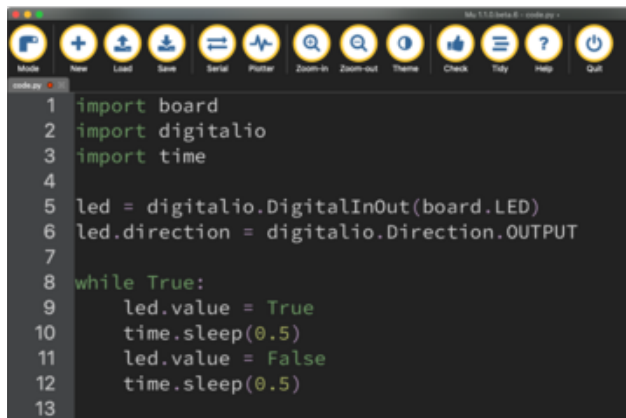 Mu 1.1.0.beta.6 - code.py
Mode New Load Save Serial Plotter Zoom-in Zoom-out Theme Check Tidy Help Quit
code.py
1 import board
2 import digitalio
3 import time
4
5 led = digitalio.DigitalInOut(board.LED)
6 led.direction = digitalio.Direction.OUTPUT
7
8 while True:
9     led.value = True
10     time.sleep(0.5)
11     led.value = False
12     time.sleep(0.5)
13